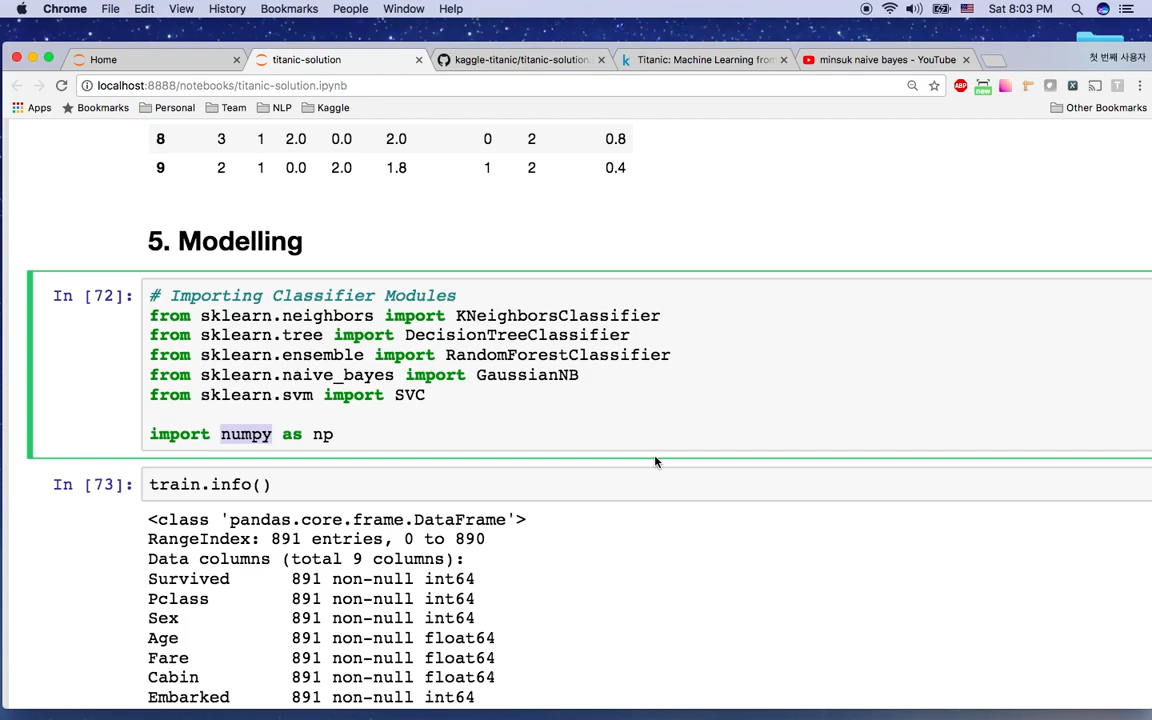 Chrome File Edit View History Bookmarks People Window Help Sat 8:03 PM
Home titanic-solution kaggle-titanic/titanic-solution. Titanic: Machine Learning from minsuk naive bayes - YouTube 첫 번째 사용자
localhost:8888/notebooks/titanic-solution.ipynb
Apps Bookmarks Personal Team NLP Kaggle Other Bookmarks
8 3 1 2.0 0.0 2.0 0 2 0.8
9 2 1 0.0 2.0 1.8 1 2 0.4
5. Modelling
In [72]: # Importing Classifier Modules
from sklearn.neighbors import KNeighborsClassifier
from sklearn.tree import DecisionTreeClassifier
from sklearn.ensemble import RandomForestClassifier
from sklearn.naive_bayes import GaussianNB
from sklearn.svm import SVC
import numpy as np
In [73]: train.info()
<class 'pandas.core.frame.DataFrame'>
RangeIndex: 891 entries, 0 to 890
Data columns (total 9 columns):
Survived 891 non-null int64
Pclass 891 non-null int64
Sex 891 non-null int64
Age 891 non-null float64
Fare 891 non-null float64
Cabin 891 non-null float64
Embarked 891 non-null int64